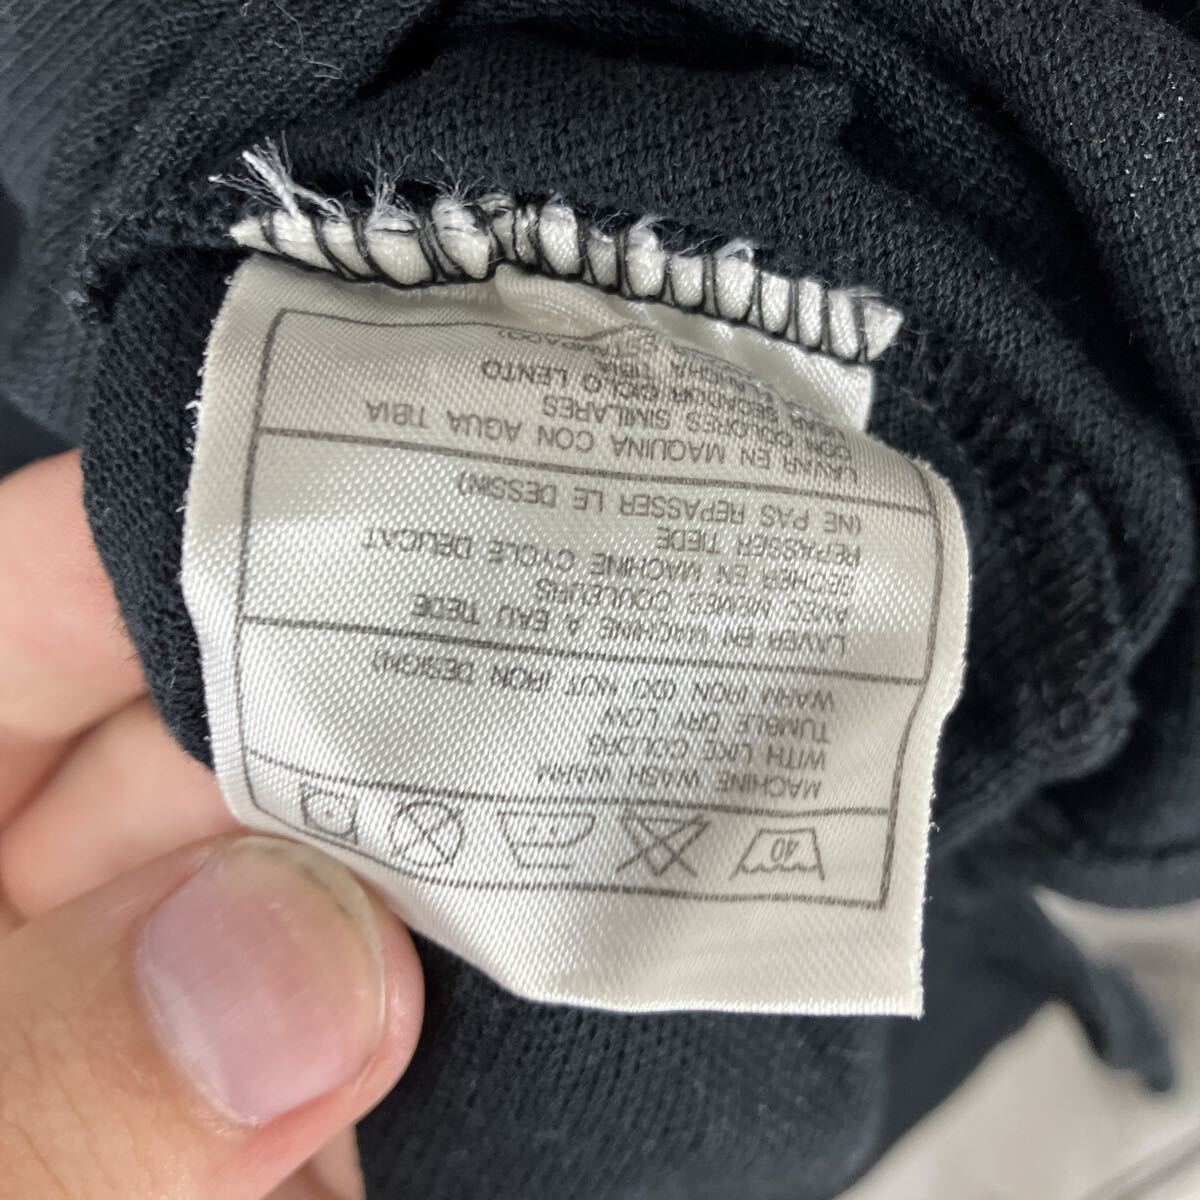 40
MACHINE WASH WARM
WITH LIKE COLORS
TUMBLE DRY LOW
WARM IRON (DO NOT IRON DESIGN)
LAVER EN MACHINE A EAU TIEDE
AVEC MEMES COULEURS
SECHER EN MACHINE CYCLE DELICAT
REPASSER TIEDE
(NE PAS REPASSER LE DESSIN)
LAVAR EN MAQUINA CON AGUA TIBIA
CON COLORES SIMILARES
SECADOR CICLO LENTO
TIBIA